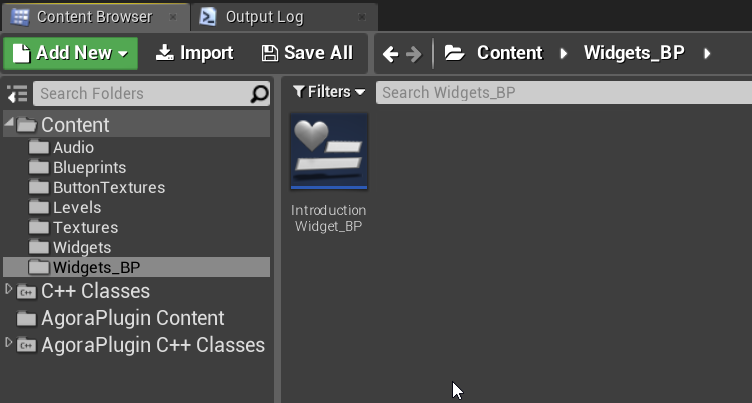 Content Browser
Output Log
Add New
Import
Save All
Content
Widgets_BP
Search Folders
Filters
Search Widgets_BP
Content
Audio
Blueprints
ButtonTextures
Levels
Textures
Widgets
Widgets_BP
C++ Classes
AgoraPlugin Content
AgoraPlugin C++ Classes
Introduction
Widget_BP